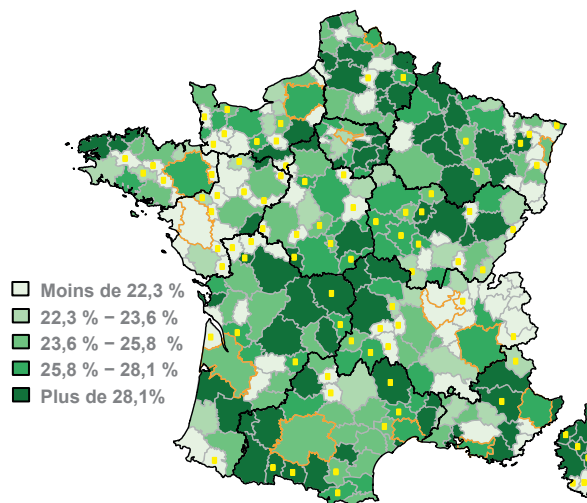 Moins de 22,3 %
22,3 % – 23,6 %
23,6 % – 25,8 %
25,8 % – 28,1 %
Plus de 28,1%